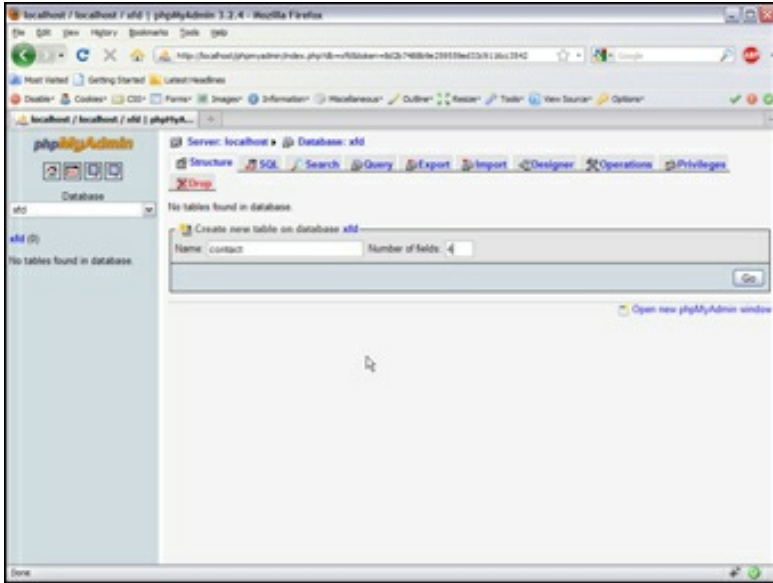 localhost / localhost / xfd | phpMyAdmin 3.2.4 - Mozilla Firefox
File Edit View History Bookmarks Tools Help
Google
Most Visited Getting Started Latest Headlines
Disable Cookies CSS Forms Images Information Miscellaneous Outline Resize Tools View Source Options
localhost / localhost / xfd | phpMyA...
phpMyAdmin
Database
xfd
xfd (0)
No tables found in database.
Server: localhost Database: xfd
Structure SQL Search Query Export Import Designer Operations Privileges
Drop
No tables found in database.
Create new table on database xfd
Name: contact Number of fields: 4
Go
Open new phpMyAdmin window
Done